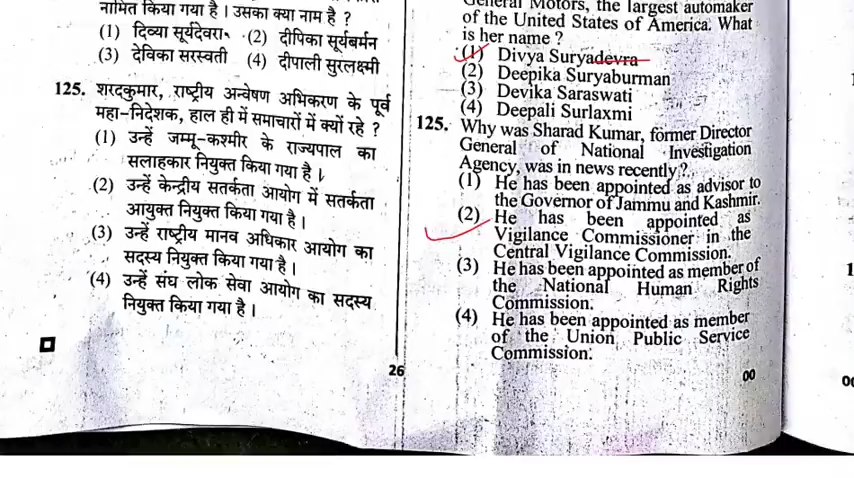 नामित किया गया है । उसका क्या नाम है ?
(1) दिव्या सूर्यदेवरा (2) दीपिका सूर्यबर्मन
(3) देविका सरस्वती (4) दीपाली सुरलक्ष्मी
125. शरदकुमार, राष्ट्रीय अन्वेषण अभिकरण के पूर्व
महा-निदेशक, हाल ही में समाचारों में क्यों रहे ?
(1) उन्हें जम्मू-कश्मीर के राज्यपाल का
सलाहकार नियुक्त किया गया है ।
(2) उन्हें केन्द्रीय सतर्कता आयोग में सतर्कता
आयुक्त नियुक्त किया गया है ।
(3) उन्हें राष्ट्रीय मानव अधिकार आयोग का
सदस्य नियुक्त किया गया है ।
(4) उन्हें संघ लोक सेवा आयोग का सदस्य
नियुक्त किया गया है ।
26
General Motors, the largest automaker
of the United States of America. What
is her name ?
(1) Divya Suryadevra
(2) Deepika Suryaburman
(3) Devika Saraswati
(4) Deepali Surlaxmi
125. Why was Sharad Kumar, former Director
General of National Investigation
Agency, was in news recently ?
(1) He has been appointed as advisor to
the Governor of Jammu and Kashmir.
(2) He has been appointed as
Vigilance Commissioner in the
Central Vigilance Commission.
(3) He has been appointed as member of
the National Human Rights
Commission.
(4) He has been appointed as member
of the Union Public Service
Commission.
00